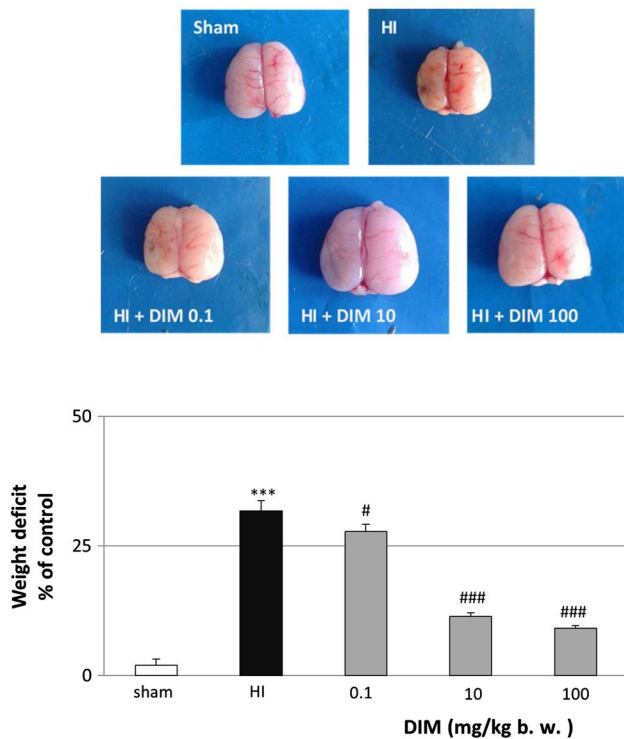 Sham
HI
HI + DIM 0.1
HI + DIM 10
HI + DIM 100
50
25
0
Weight deficit
% of control
***
#
###
###
sham
HI
0.1
10
100
DIM (mg/kg b. w. )